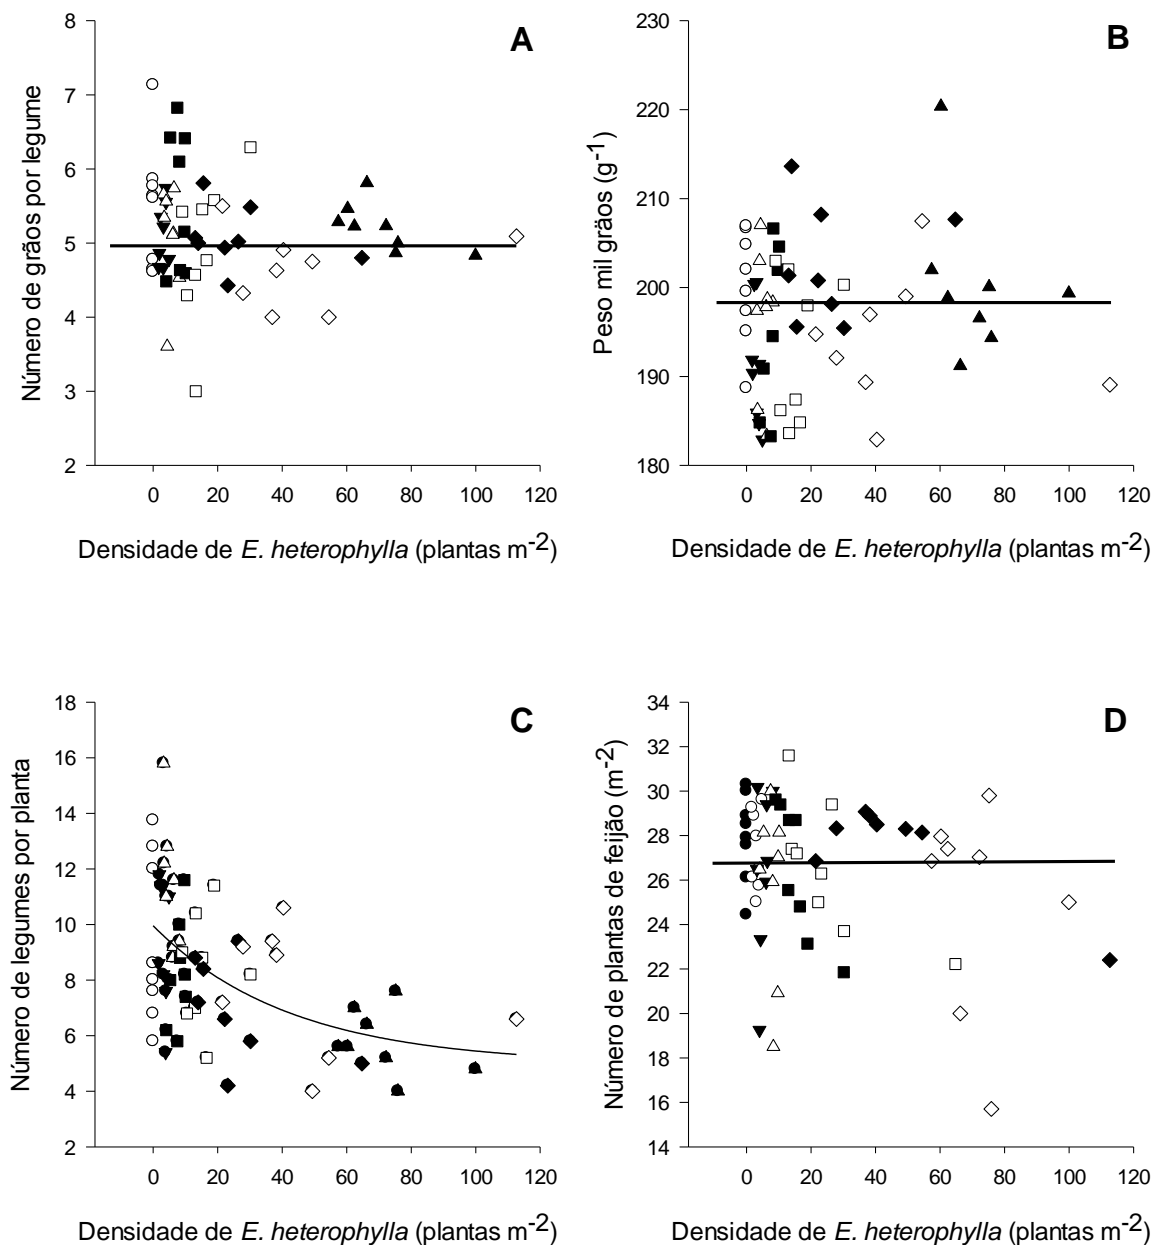 A
Número de grãos por legume
8
7
6
5
4
3
2
0 20 40 60 80 100 120
Densidade de E. heterophylla (plantas m-2)
B
Peso mil grãos (g-1)
230
220
210
200
190
180
0 20 40 60 80 100 120
Densidade de E. heterophylla (plantas m-2)
C
Número de legumes por planta
18
16
14
12
10
8
6
4
2
0 20 40 60 80 100 120
Densidade de E. heterophylla (plantas m-2)
D
Número de plantas de feijão (m-2)
34
32
30
28
26
24
22
20
18
16
14
0 20 40 60 80 100 120
Densidade de E. heterophylla (plantas m-2)